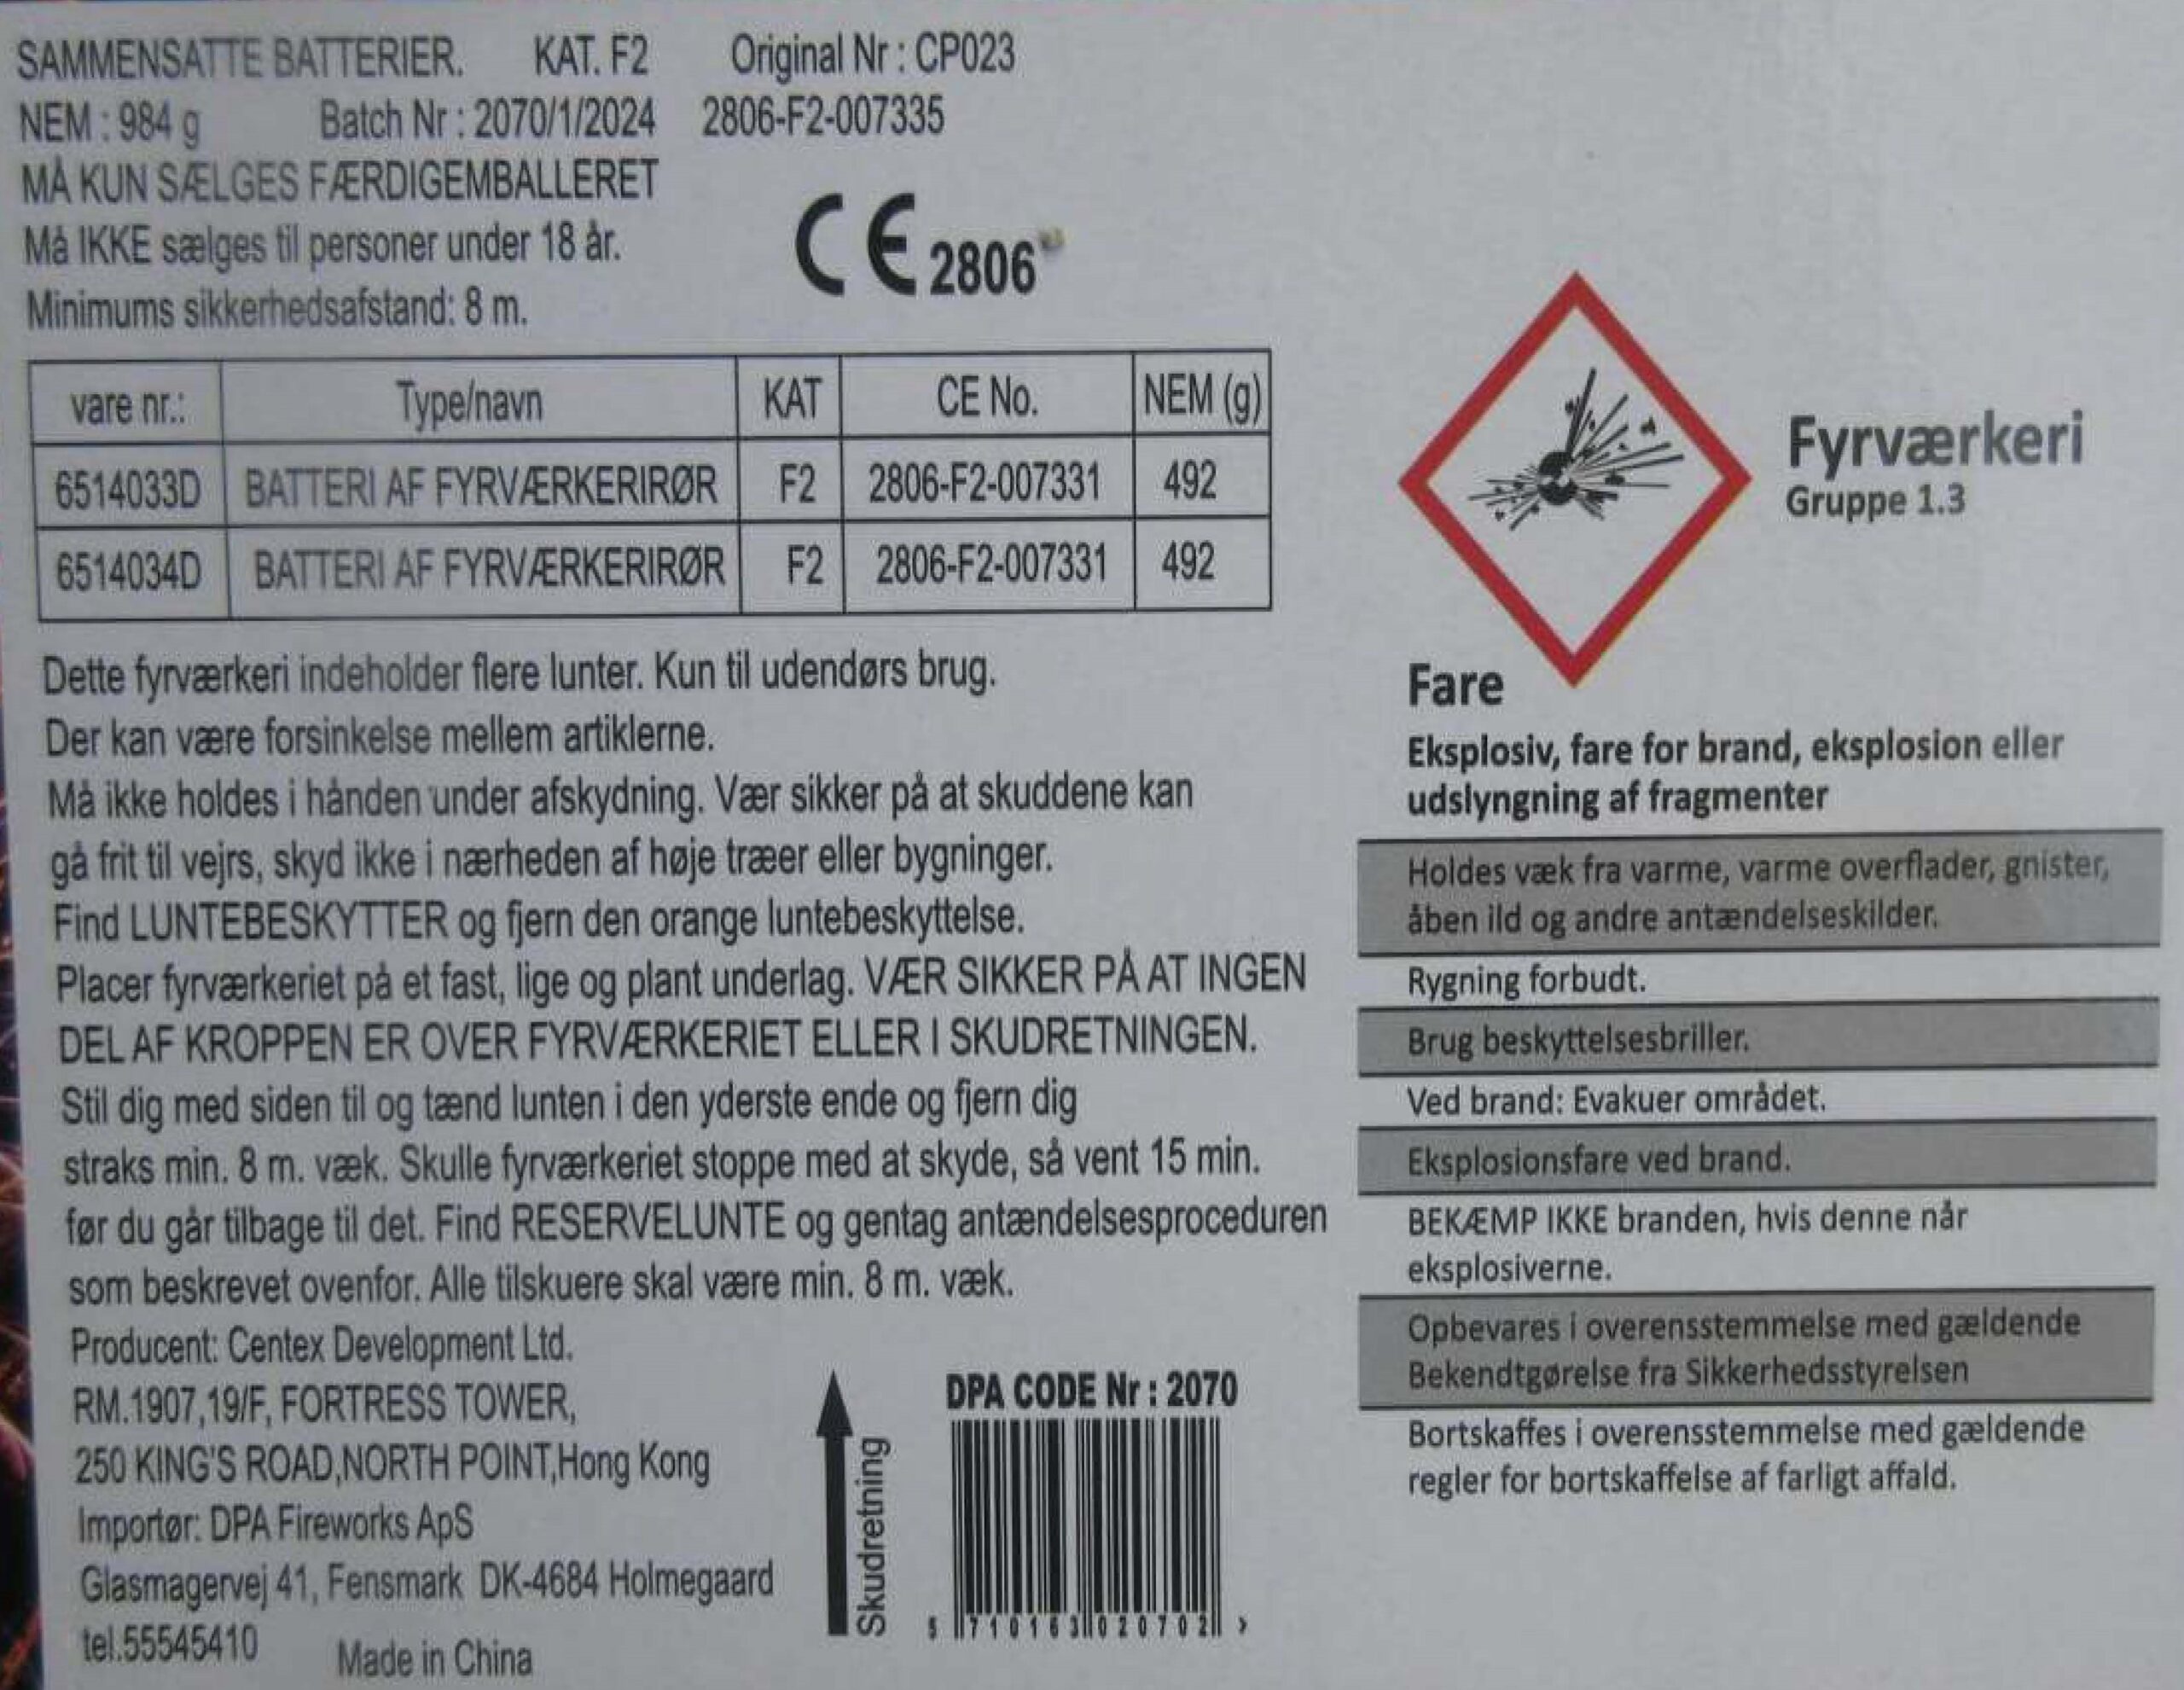 SAMMENSATTE BATTERIER. KAT. F2 Original Nr : CP023
NEM : 984 g Batch Nr : 2070/1/2024 2806-F2-007335
MÅ KUN SÆLGES FÆRDIGEMBALLERET
Må IKKE sælges til personer under 18 år.
Minimums sikkerhedsafstand: 8 m.
CE 2806
vare nr.: Type/navn KAT CE No. NEM (g)
6514033D BATTERI AF FYRVÆRKERIRØR F2 2806-F2-007331 492
6514034D BATTERI AF FYRVÆRKERIRØR F2 2806-F2-007331 492
Dette fyrværkeri indeholder flere lunter. Kun til udendørs brug.
Der kan være forsinkelse mellem artiklerne.
Må ikke holdes i hånden under afskydning. Vær sikker på at skuddene kan
gå frit til vejrs, skyd ikke i nærheden af høje træer eller bygninger.
Find LUNTEBESKYTTER og fjern den orange luntebeskyttelse.
Placer fyrværkeriet på et fast, lige og plant underlag. VÆR SIKKER PÅ AT INGEN
DEL AF KROPPEN ER OVER FYRVÆRKERIET ELLER I SKUDRETNINGEN.
Stil dig med siden til og tænd lunten i den yderste ende og fjern dig
straks min. 8 m. væk. Skulle fyrværkeriet stoppe med at skyde, så vent 15 min.
før du går tilbage til det. Find RESERVELUNTE og gentag antændelsesproceduren
som beskrevet ovenfor. Alle tilskuere skal være min. 8 m. væk.
Producent: Centex Development Ltd.
RM.1907,19/F, FORTRESS TOWER,
250 KING'S ROAD,NORTH POINT,Hong Kong
Importør: DPA Fireworks ApS
Glasmagervej 41, Fensmark DK-4684 Holmegaard
tel.55545410 Made in China
Skudretning
DPA CODE Nr : 2070
5 710163 020702 >
Fyrværkeri
Gruppe 1.3
Fare
Eksplosiv, fare for brand, eksplosion eller
udslyngning af fragmenter
Holdes væk fra varme, varme overflader, gnister,
åben ild og andre antændelseskilder.
Rygning forbudt.
Brug beskyttelsesbriller.
Ved brand: Evakuer området.
Eksplosionsfare ved brand.
BEKÆMP IKKE branden, hvis denne når
eksplosiverne.
Opbevares i overensstemmelse med gældende
Bekendtgørelse fra Sikkerhedsstyrelsen
Bortskaffes i overensstemmelse med gældende
regler for bortskaffelse af farligt affald.